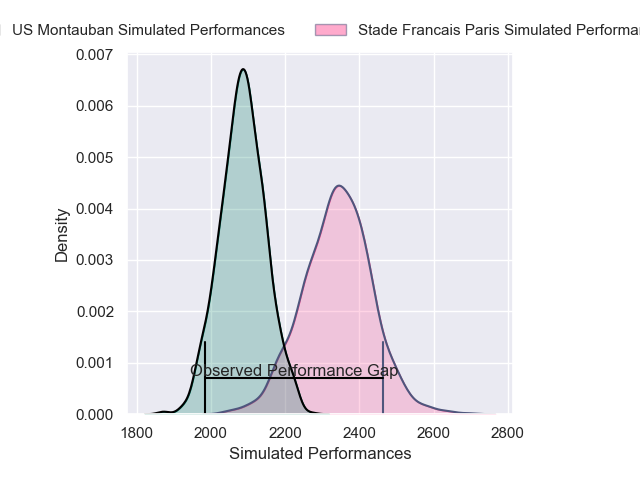 US Montauban Simulated Performances
Stade Francais Paris Simulated
0.007
0.006
0.005
0.004
0.003
0.002
0.001
0.000
Density
Observed Performance Gap
1800 2000 2200 2400 2600 2800
Simulated Performances